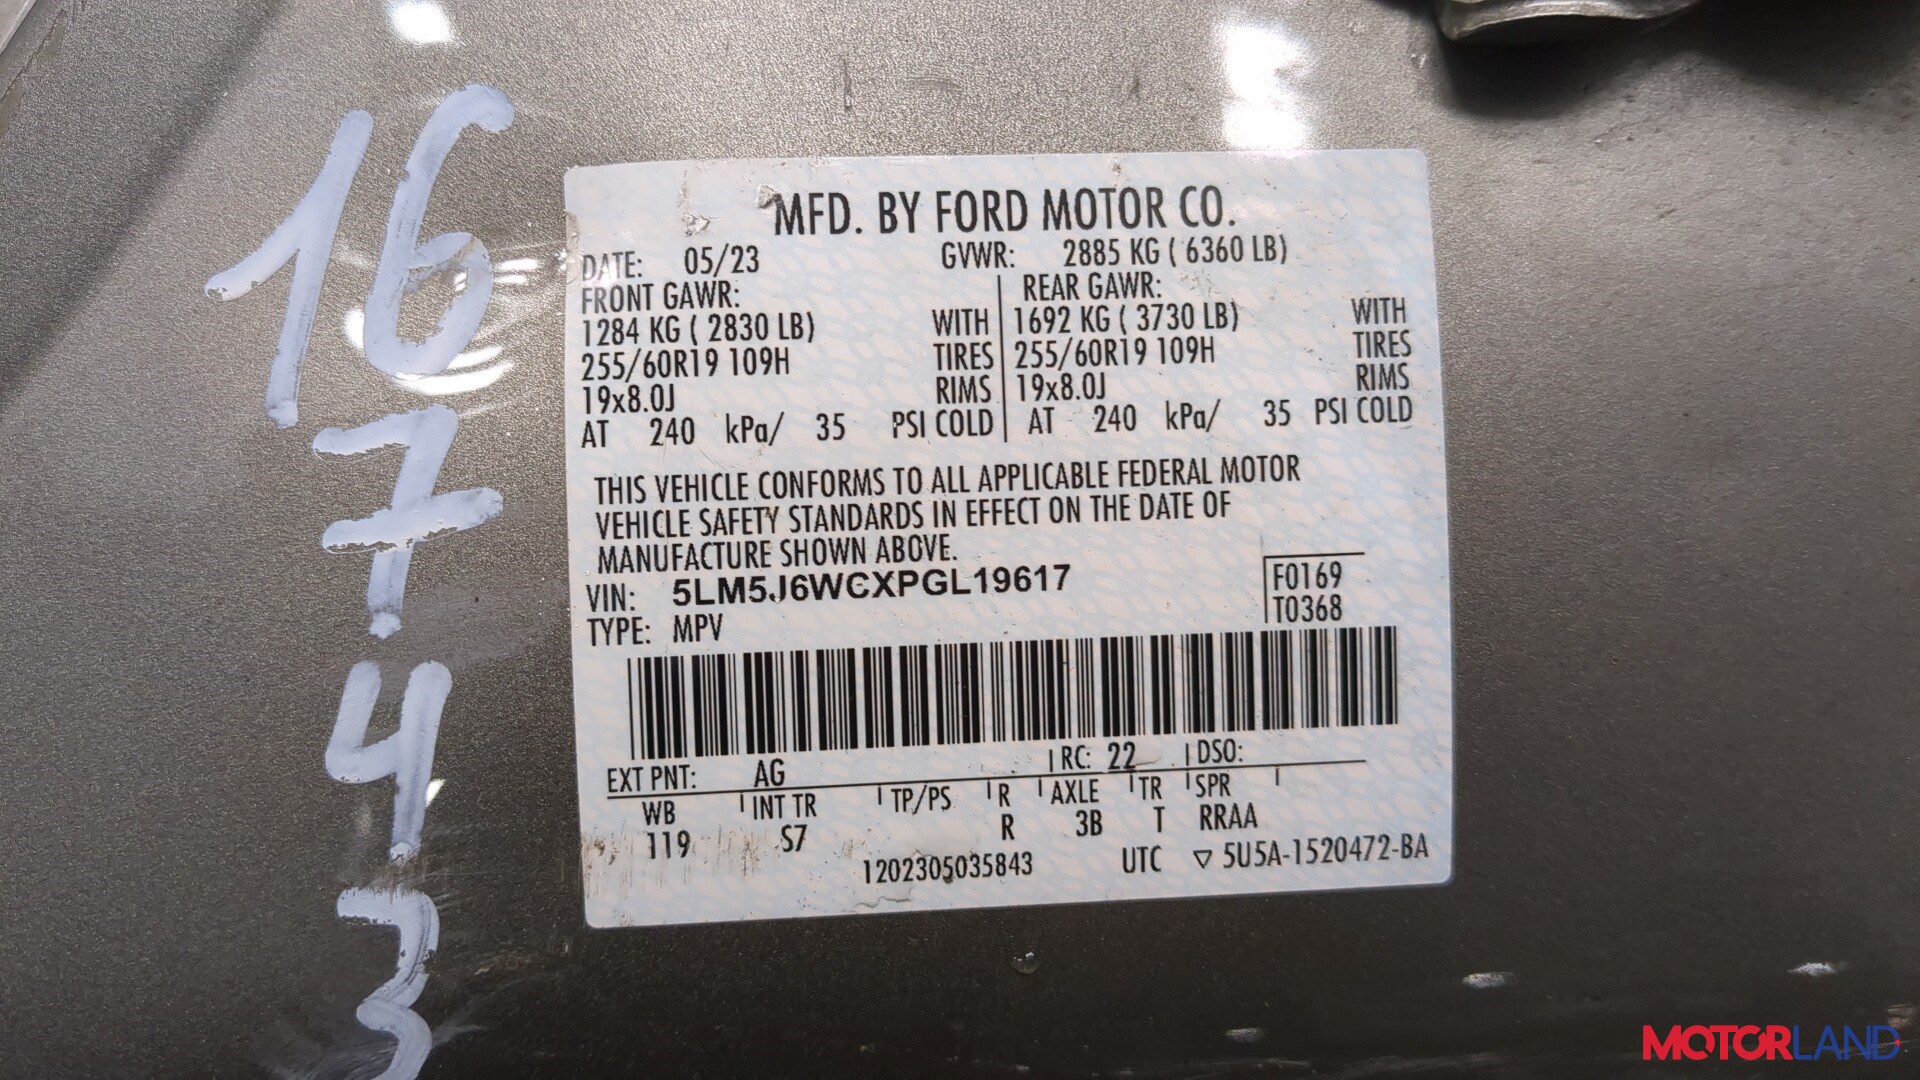 16
7
4
3
MFD. BY FORD MOTOR CO.
DATE: 05/23 GVWR: 2885 KG ( 6360 LB)
FRONT GAWR: REAR GAWR:
1284 KG ( 2830 LB) WITH 1692 KG ( 3730 LB) WITH
255/60R19 109H TIRES 255/60R19 109H TIRES
19x8.0J RIMS 19x8.0J RIMS
AT 240 kPa/ 35 PSI COLD AT 240 kPa/ 35 PSI COLD
THIS VEHICLE CONFORMS TO ALL APPLICABLE FEDERAL MOTOR
VEHICLE SAFETY STANDARDS IN EFFECT ON THE DATE OF
MANUFACTURE SHOWN ABOVE.
VIN: 5LM5J6WCXPGL19617 F0169
TYPE: MPV T0368
EXT PNT: AG RC: 22 DSO:
WB INT TR TP/PS R AXLE TR SPR
119 S7 R 3B T RRAA
1202305035843 UTC ▽ 5U5A-1520472-BA
MOTORLAND